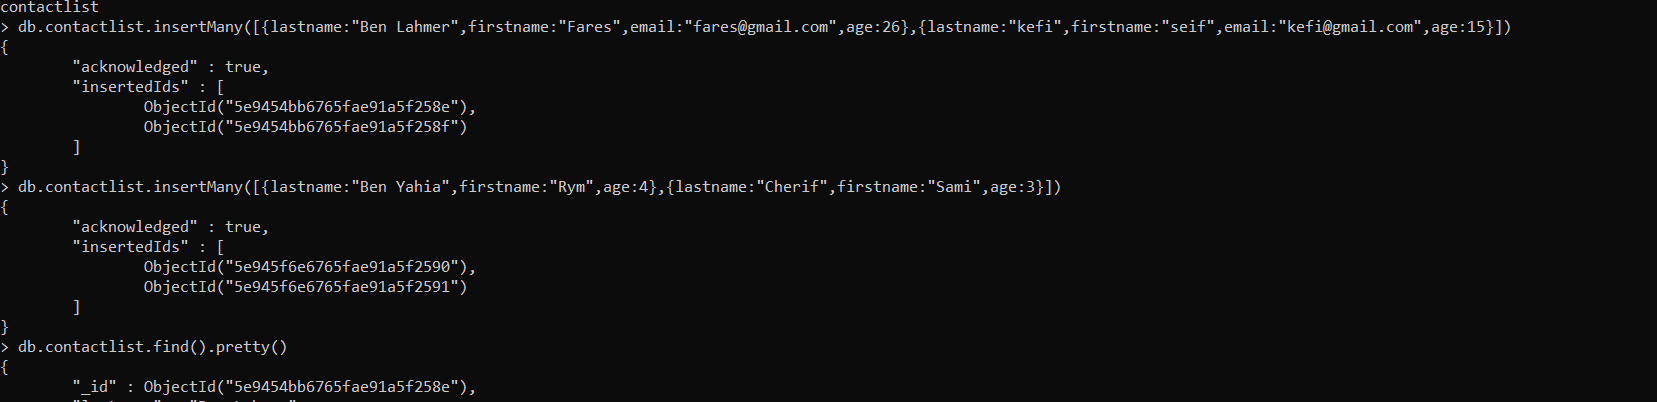 contactlist
> db.contactlist.insertMany([{lastname:"Ben Lahmer",firstname:"Fares",email:"fares@gmail.com",age:26},{lastname:"kefi",firstname:"seif",email:"kefi@gmail.com",age:15}])
{
        "acknowledged" : true,
        "insertedIds" : [
                ObjectId("5e9454bb6765fae91a5f258e"),
                ObjectId("5e9454bb6765fae91a5f258f")
        ]
}
> db.contactlist.insertMany([{lastname:"Ben Yahia",firstname:"Rym",age:4},{lastname:"Cherif",firstname:"Sami",age:3}])
{
        "acknowledged" : true,
        "insertedIds" : [
                ObjectId("5e945f6e6765fae91a5f2590"),
                ObjectId("5e945f6e6765fae91a5f2591")
        ]
}
> db.contactlist.find().pretty()
{
        "_id" : ObjectId("5e9454bb6765fae91a5f258e"),